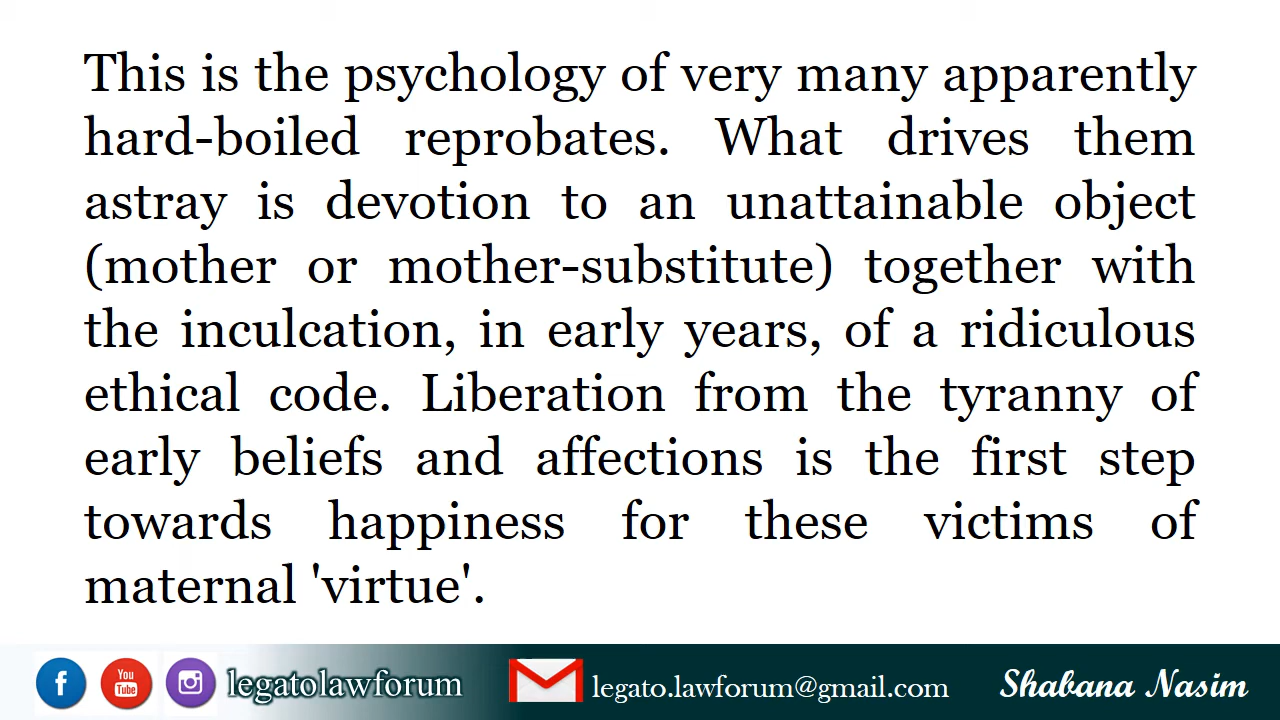 This is the psychology of very many apparently
hard-boiled reprobates. What drives them
astray is devotion to an unattainable object
(mother or mother-substitute) together with
the inculcation, in early years, of a ridiculous
ethical code. Liberation from the tyranny of
early beliefs and affections is the first step
towards happiness for these victims of
maternal 'virtue'.
f You Tube legatolawforum legato.lawforum@gmail.com Shabana Nasim